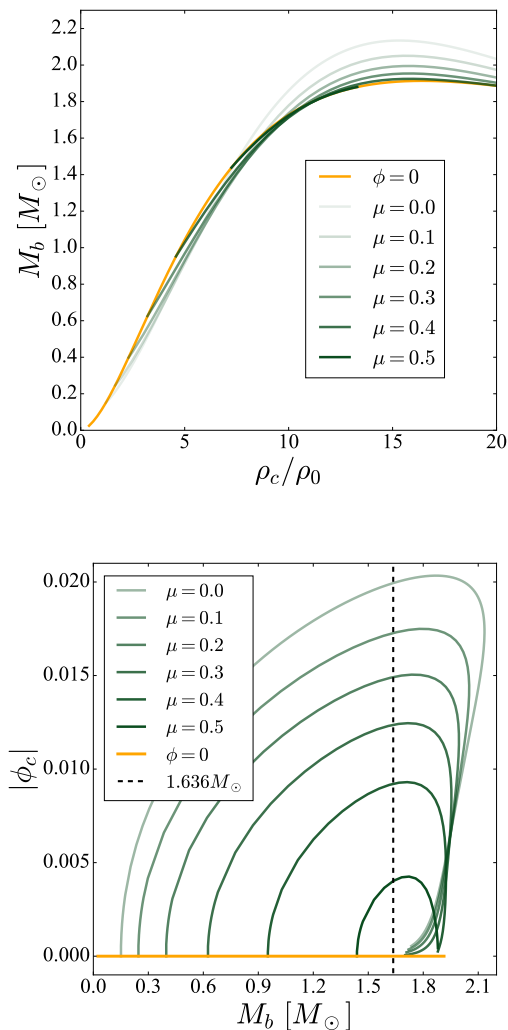 2.2
2.0
1.8
1.6
1.4
1.2
1.0
0.8
0.6
0.4
0.2
0.0
M_b [M_⊙]
ϕ = 0
μ = 0.0
μ = 0.1
μ = 0.2
μ = 0.3
μ = 0.4
μ = 0.5
0 5 10 15 20
ρ_c/ρ_0
0.020
0.015
0.010
0.005
0.000
|ϕ_c|
μ = 0.0
μ = 0.1
μ = 0.2
μ = 0.3
μ = 0.4
μ = 0.5
ϕ = 0
1.636M_⊙
0.0 0.3 0.6 0.9 1.2 1.5 1.8 2.1
M_b [M_⊙]